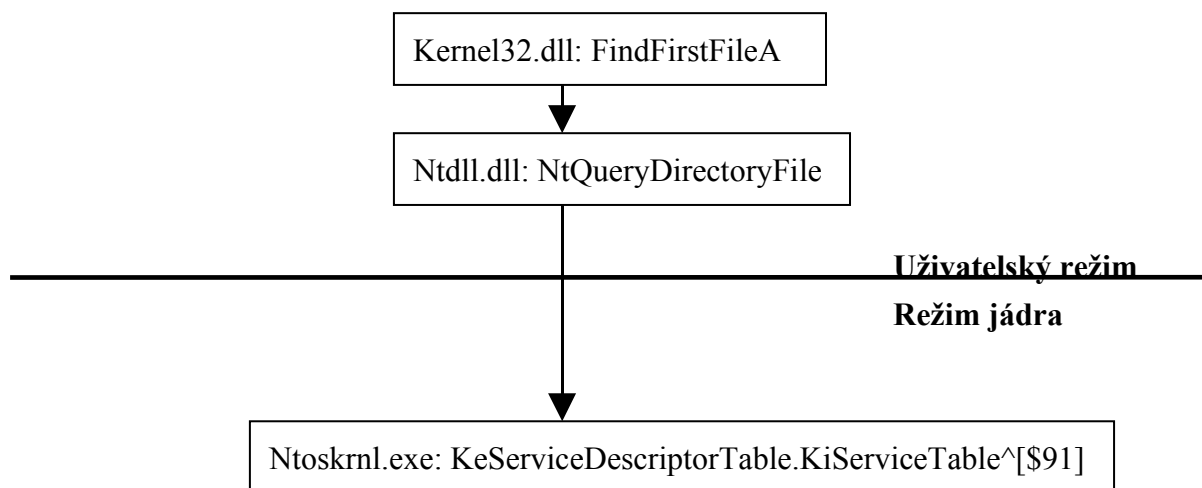 Kernel32.dll: FindFirstFileA
Ntdll.dll: NtQueryDirectoryFile
Uživatelský režim
Režim jádra
Ntoskrnl.exe: KeServiceDescriptorTable.KiServiceTable^[$91]